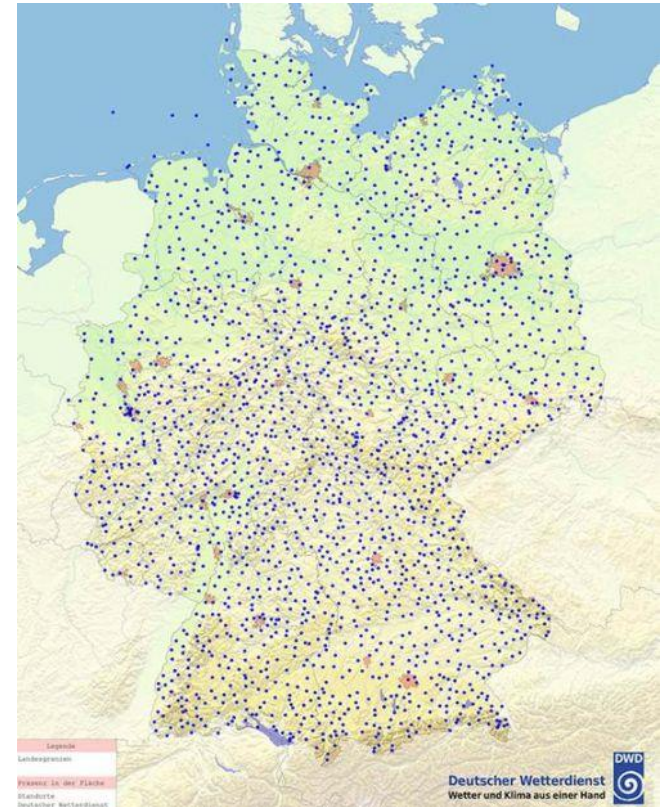 Legende
Landesgrenzen
Präsenz in der Fläche
Standorte
Deutscher Wetterdienst
DWD
Deutscher Wetterdienst
Wetter und Klima aus einer Hand